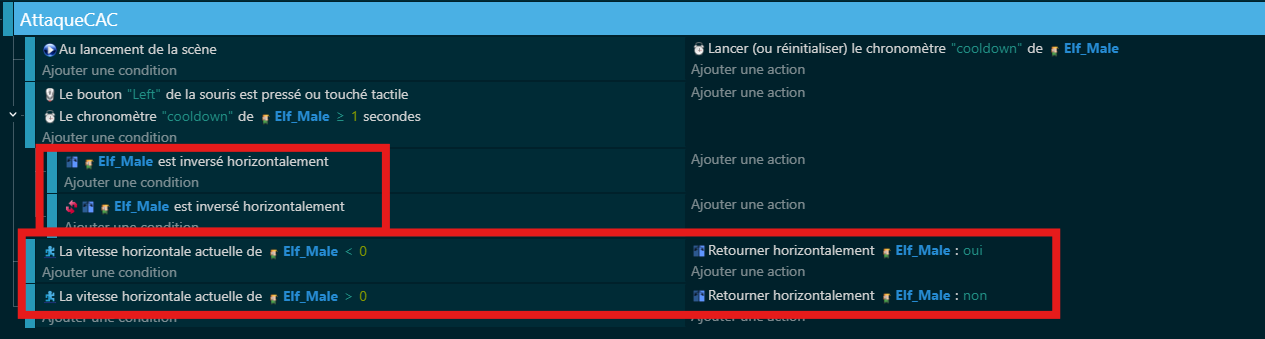 AttaqueCAC
Au lancement de la scène
Lancer (ou réinitialiser) le chronomètre "cooldown" de Elf_Male
Ajouter une condition
Ajouter une action
Le bouton "Left" de la souris est pressé ou touché tactile
Ajouter une action
Le chronomètre "cooldown" de Elf_Male ≥ 1 secondes
Ajouter une condition
Elf_Male est inversé horizontalement
Ajouter une action
Ajouter une condition
Elf_Male est inversé horizontalement
Ajouter une action
Ajouter une condition
La vitesse horizontale actuelle de Elf_Male < 0
Retourner horizontalement Elf_Male : oui
Ajouter une condition
Ajouter une action
La vitesse horizontale actuelle de Elf_Male > 0
Retourner horizontalement Elf_Male : non
Ajouter une condition
Ajouter une action